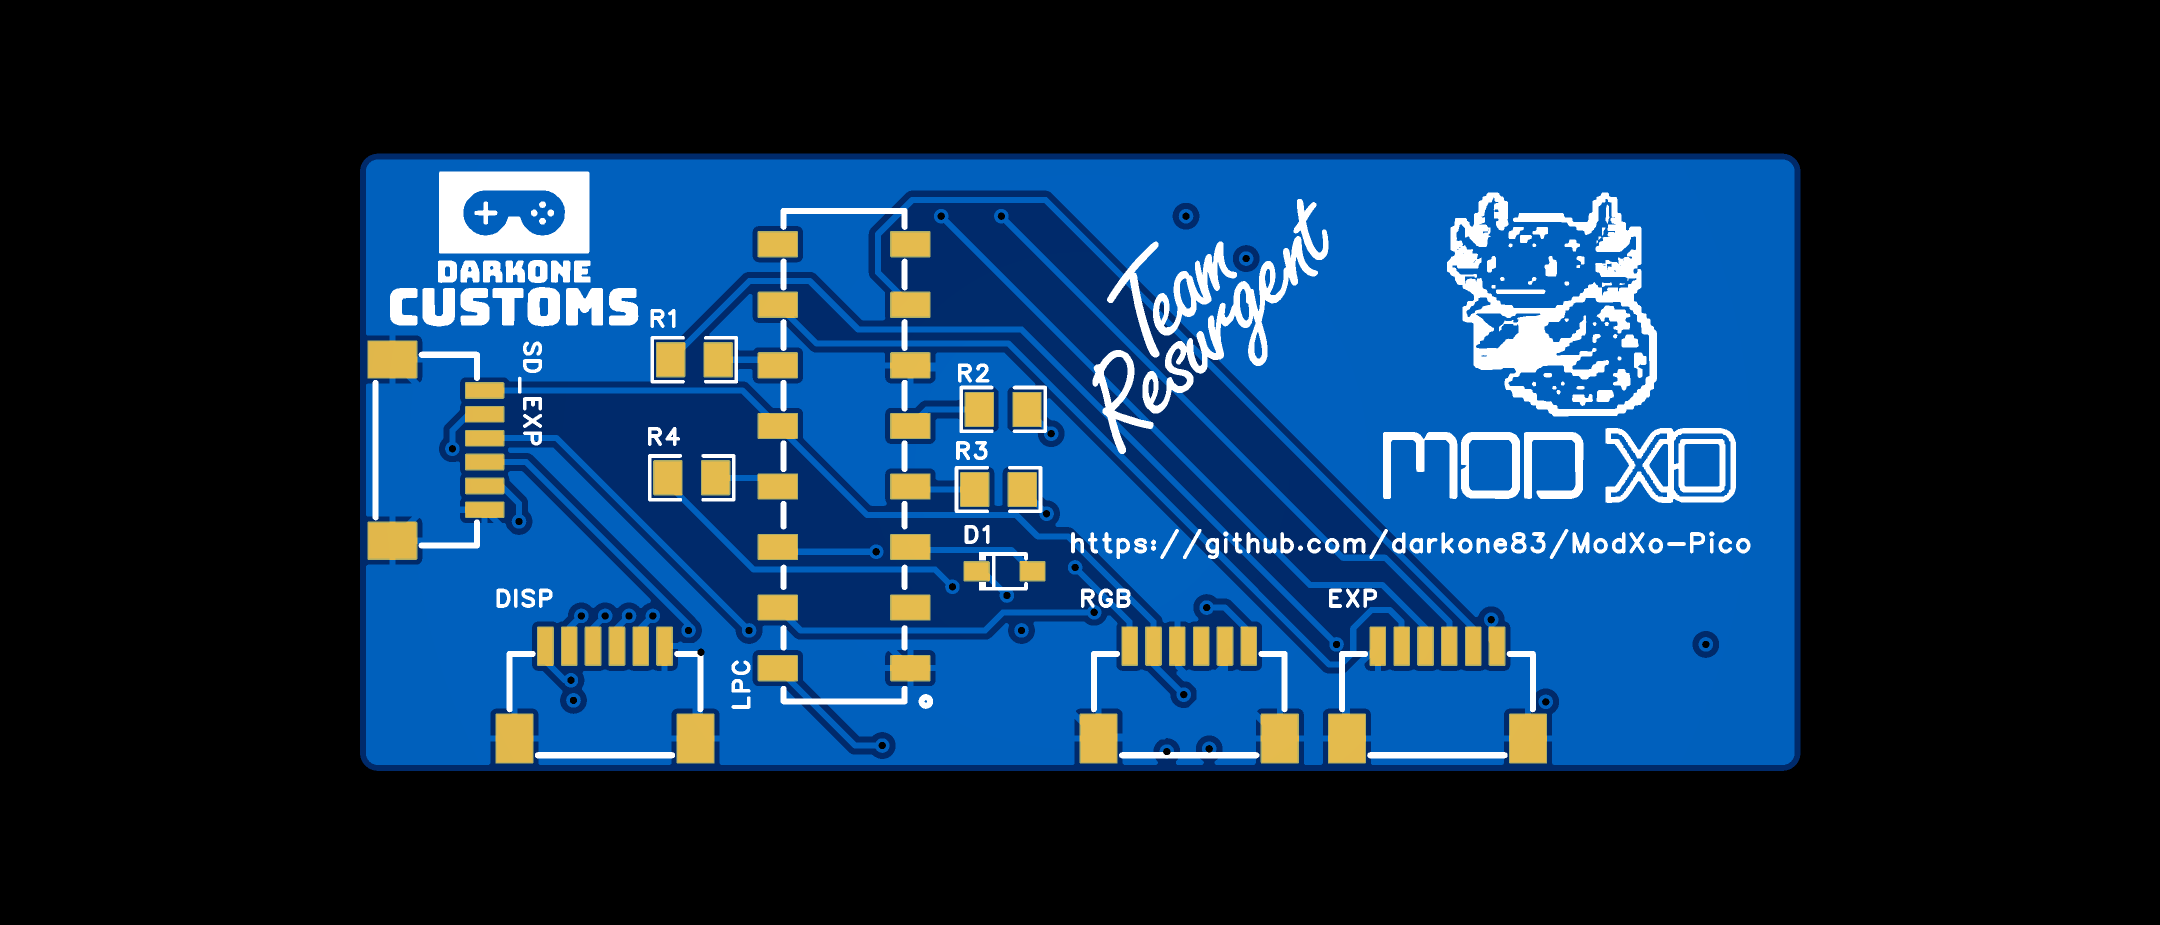 DARKONE
CUSTOMS
R1
SD_EXP
R4
R2
R3
D1
Team
Resurgent
MOD XO
https://github.com/darkone83/ModXo-Pico
DISP
LPC
RGB
EXP